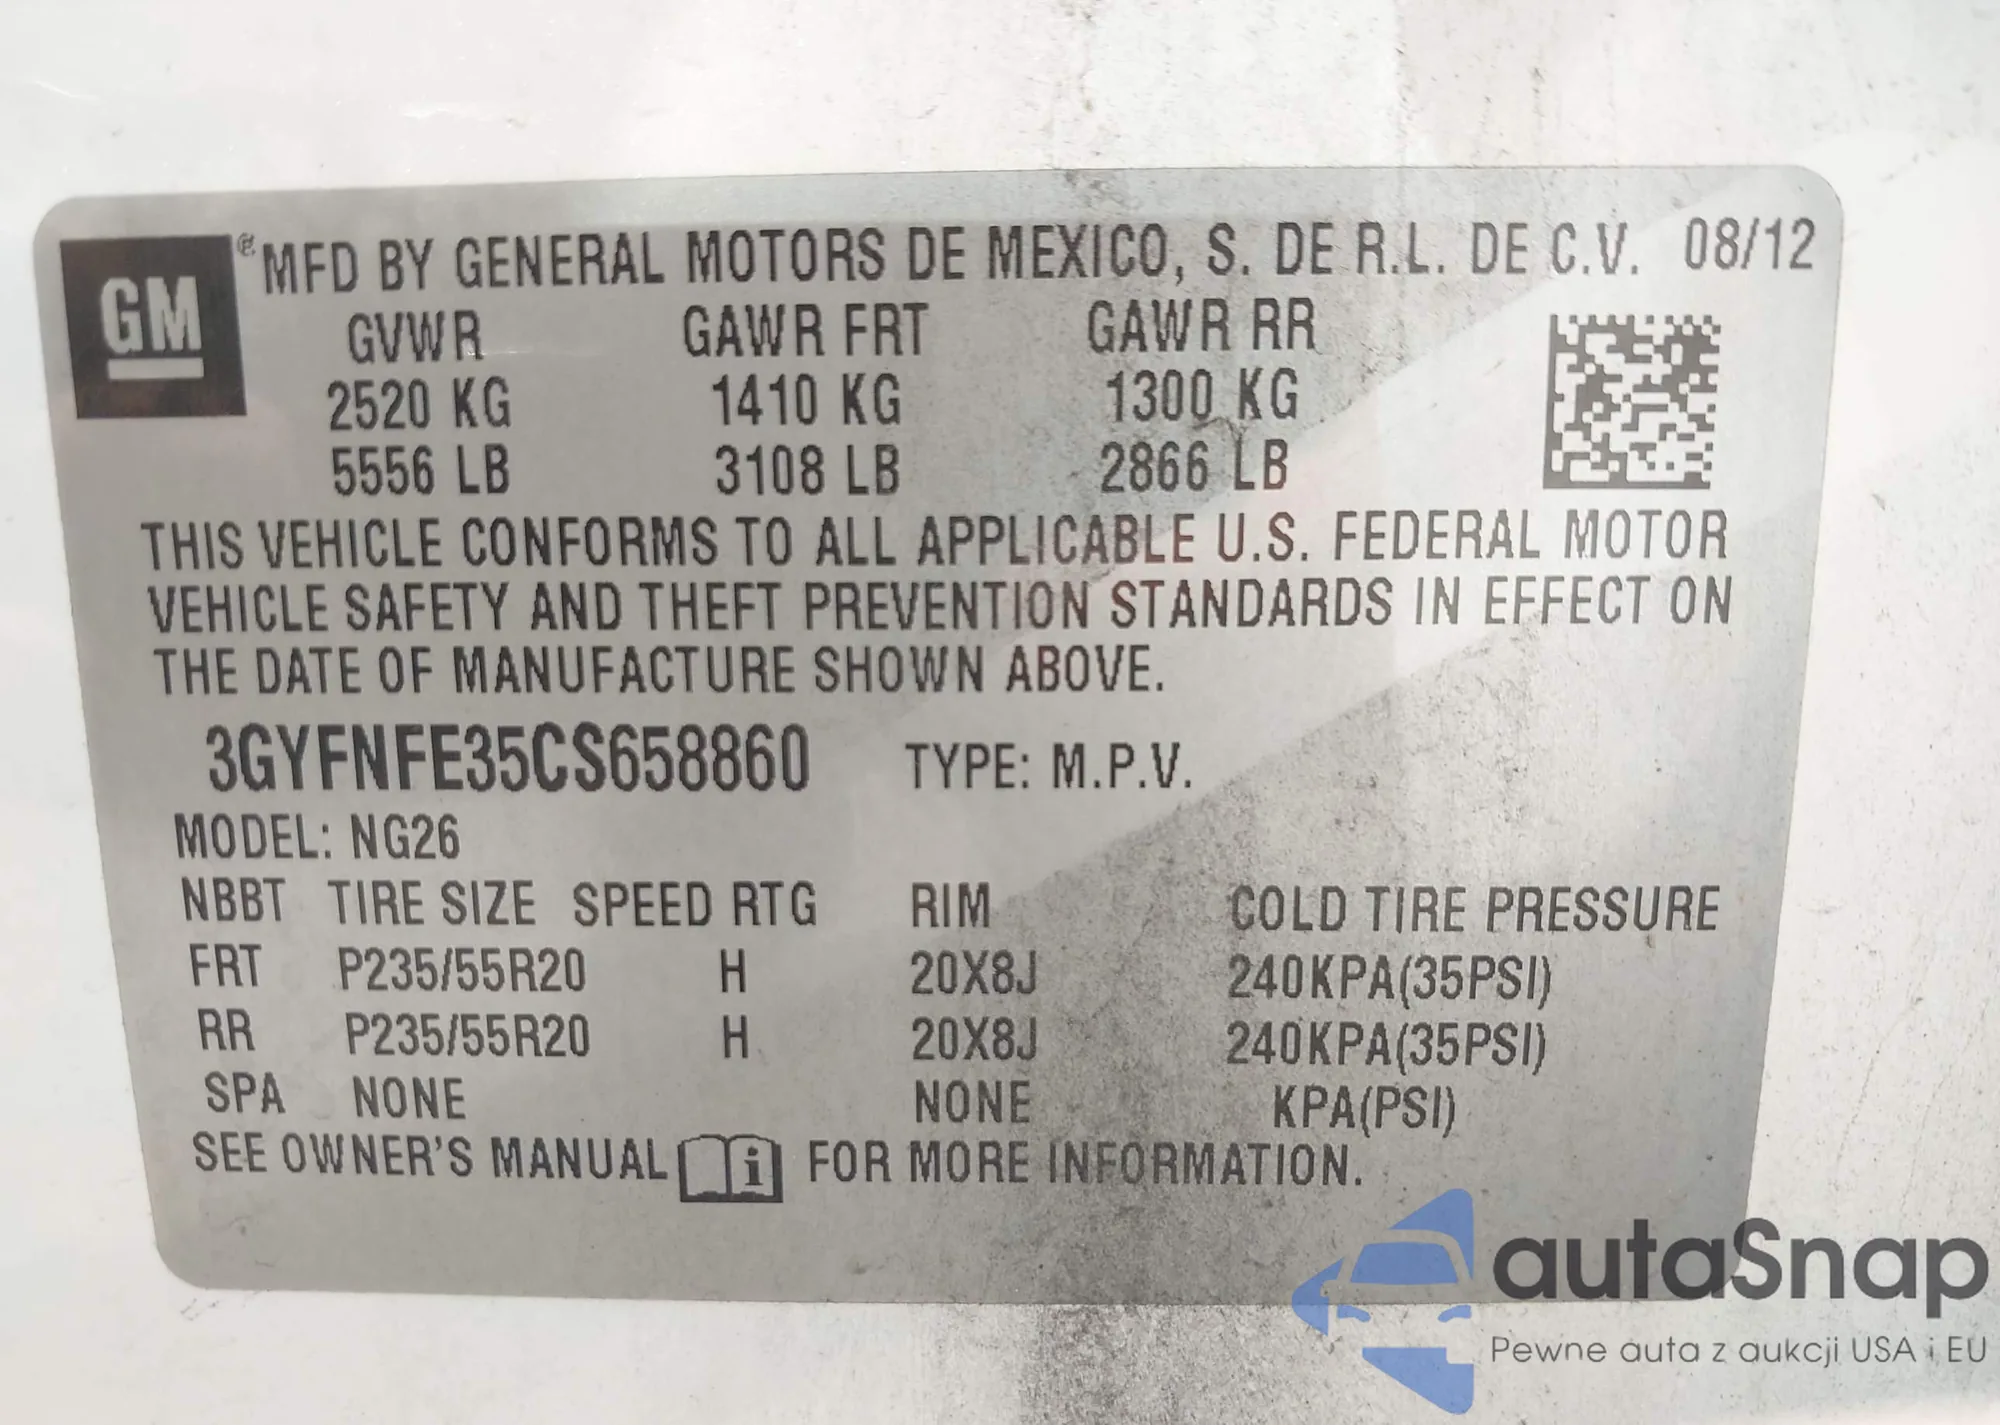 GM ® MFD BY GENERAL MOTORS DE MEXICO, S. DE R.L. DE C.V. 08/12
GVWR GAWR FRT GAWR RR
2520 KG 1410 KG 1300 KG
5556 LB 3108 LB 2866 LB
THIS VEHICLE CONFORMS TO ALL APPLICABLE U.S. FEDERAL MOTOR
VEHICLE SAFETY AND THEFT PREVENTION STANDARDS IN EFFECT ON
THE DATE OF MANUFACTURE SHOWN ABOVE.
3GYFNFE35CS658860 TYPE: M.P.V.
MODEL: NG26
NBBT TIRE SIZE SPEED RTG RIM COLD TIRE PRESSURE
FRT P235/55R20 H 20X8J 240KPA(35PSI)
RR P235/55R20 H 20X8J 240KPA(35PSI)
SPA NONE NONE KPA(PSI)
SEE OWNER'S MANUAL i FOR MORE INFORMATION.
autaSnap
Pewne auta z aukcji USA i EU